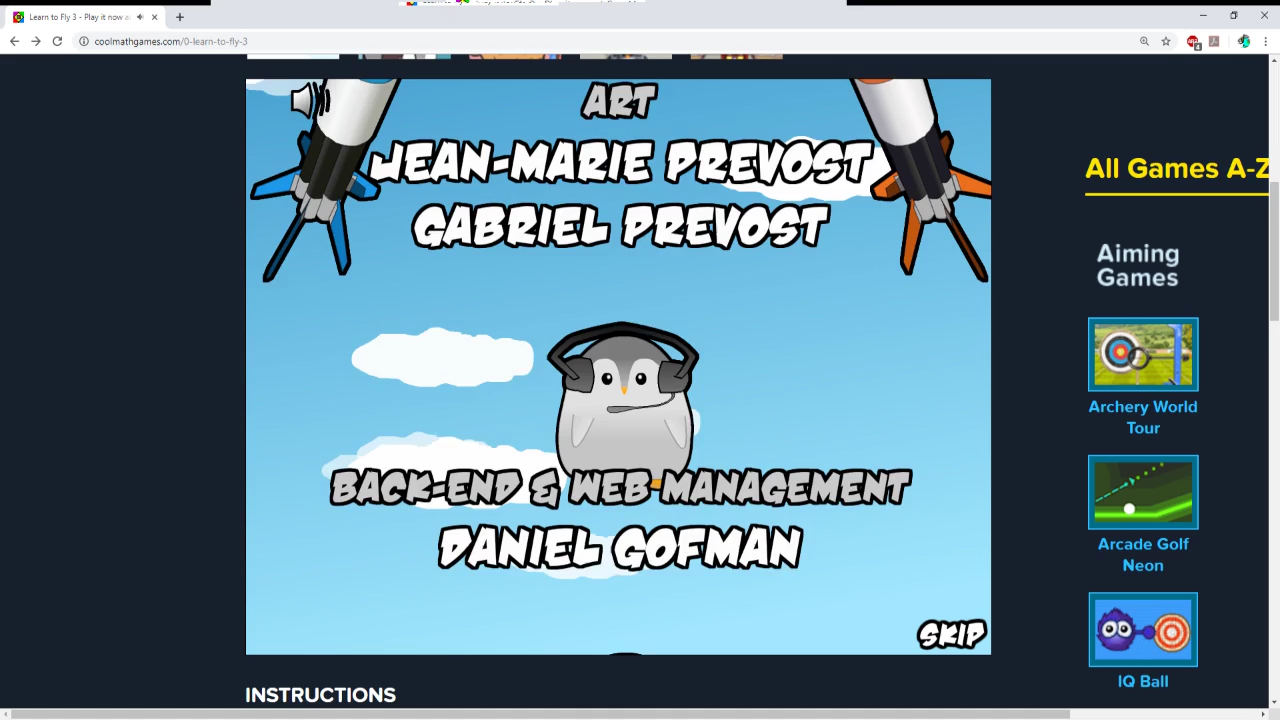 Learn to Fly 3 - Play it now a
coolmathgames.com/0-learn-to-fly-3
ART
JEAN-MARIE PREVOST
GABRIEL PREVOST
BACK-END & WEB MANAGEMENT
DANIEL GOFMAN
SKIP
INSTRUCTIONS
All Games A-Z
Aiming
Games
Archery World
Tour
Arcade Golf
Neon
IQ Ball